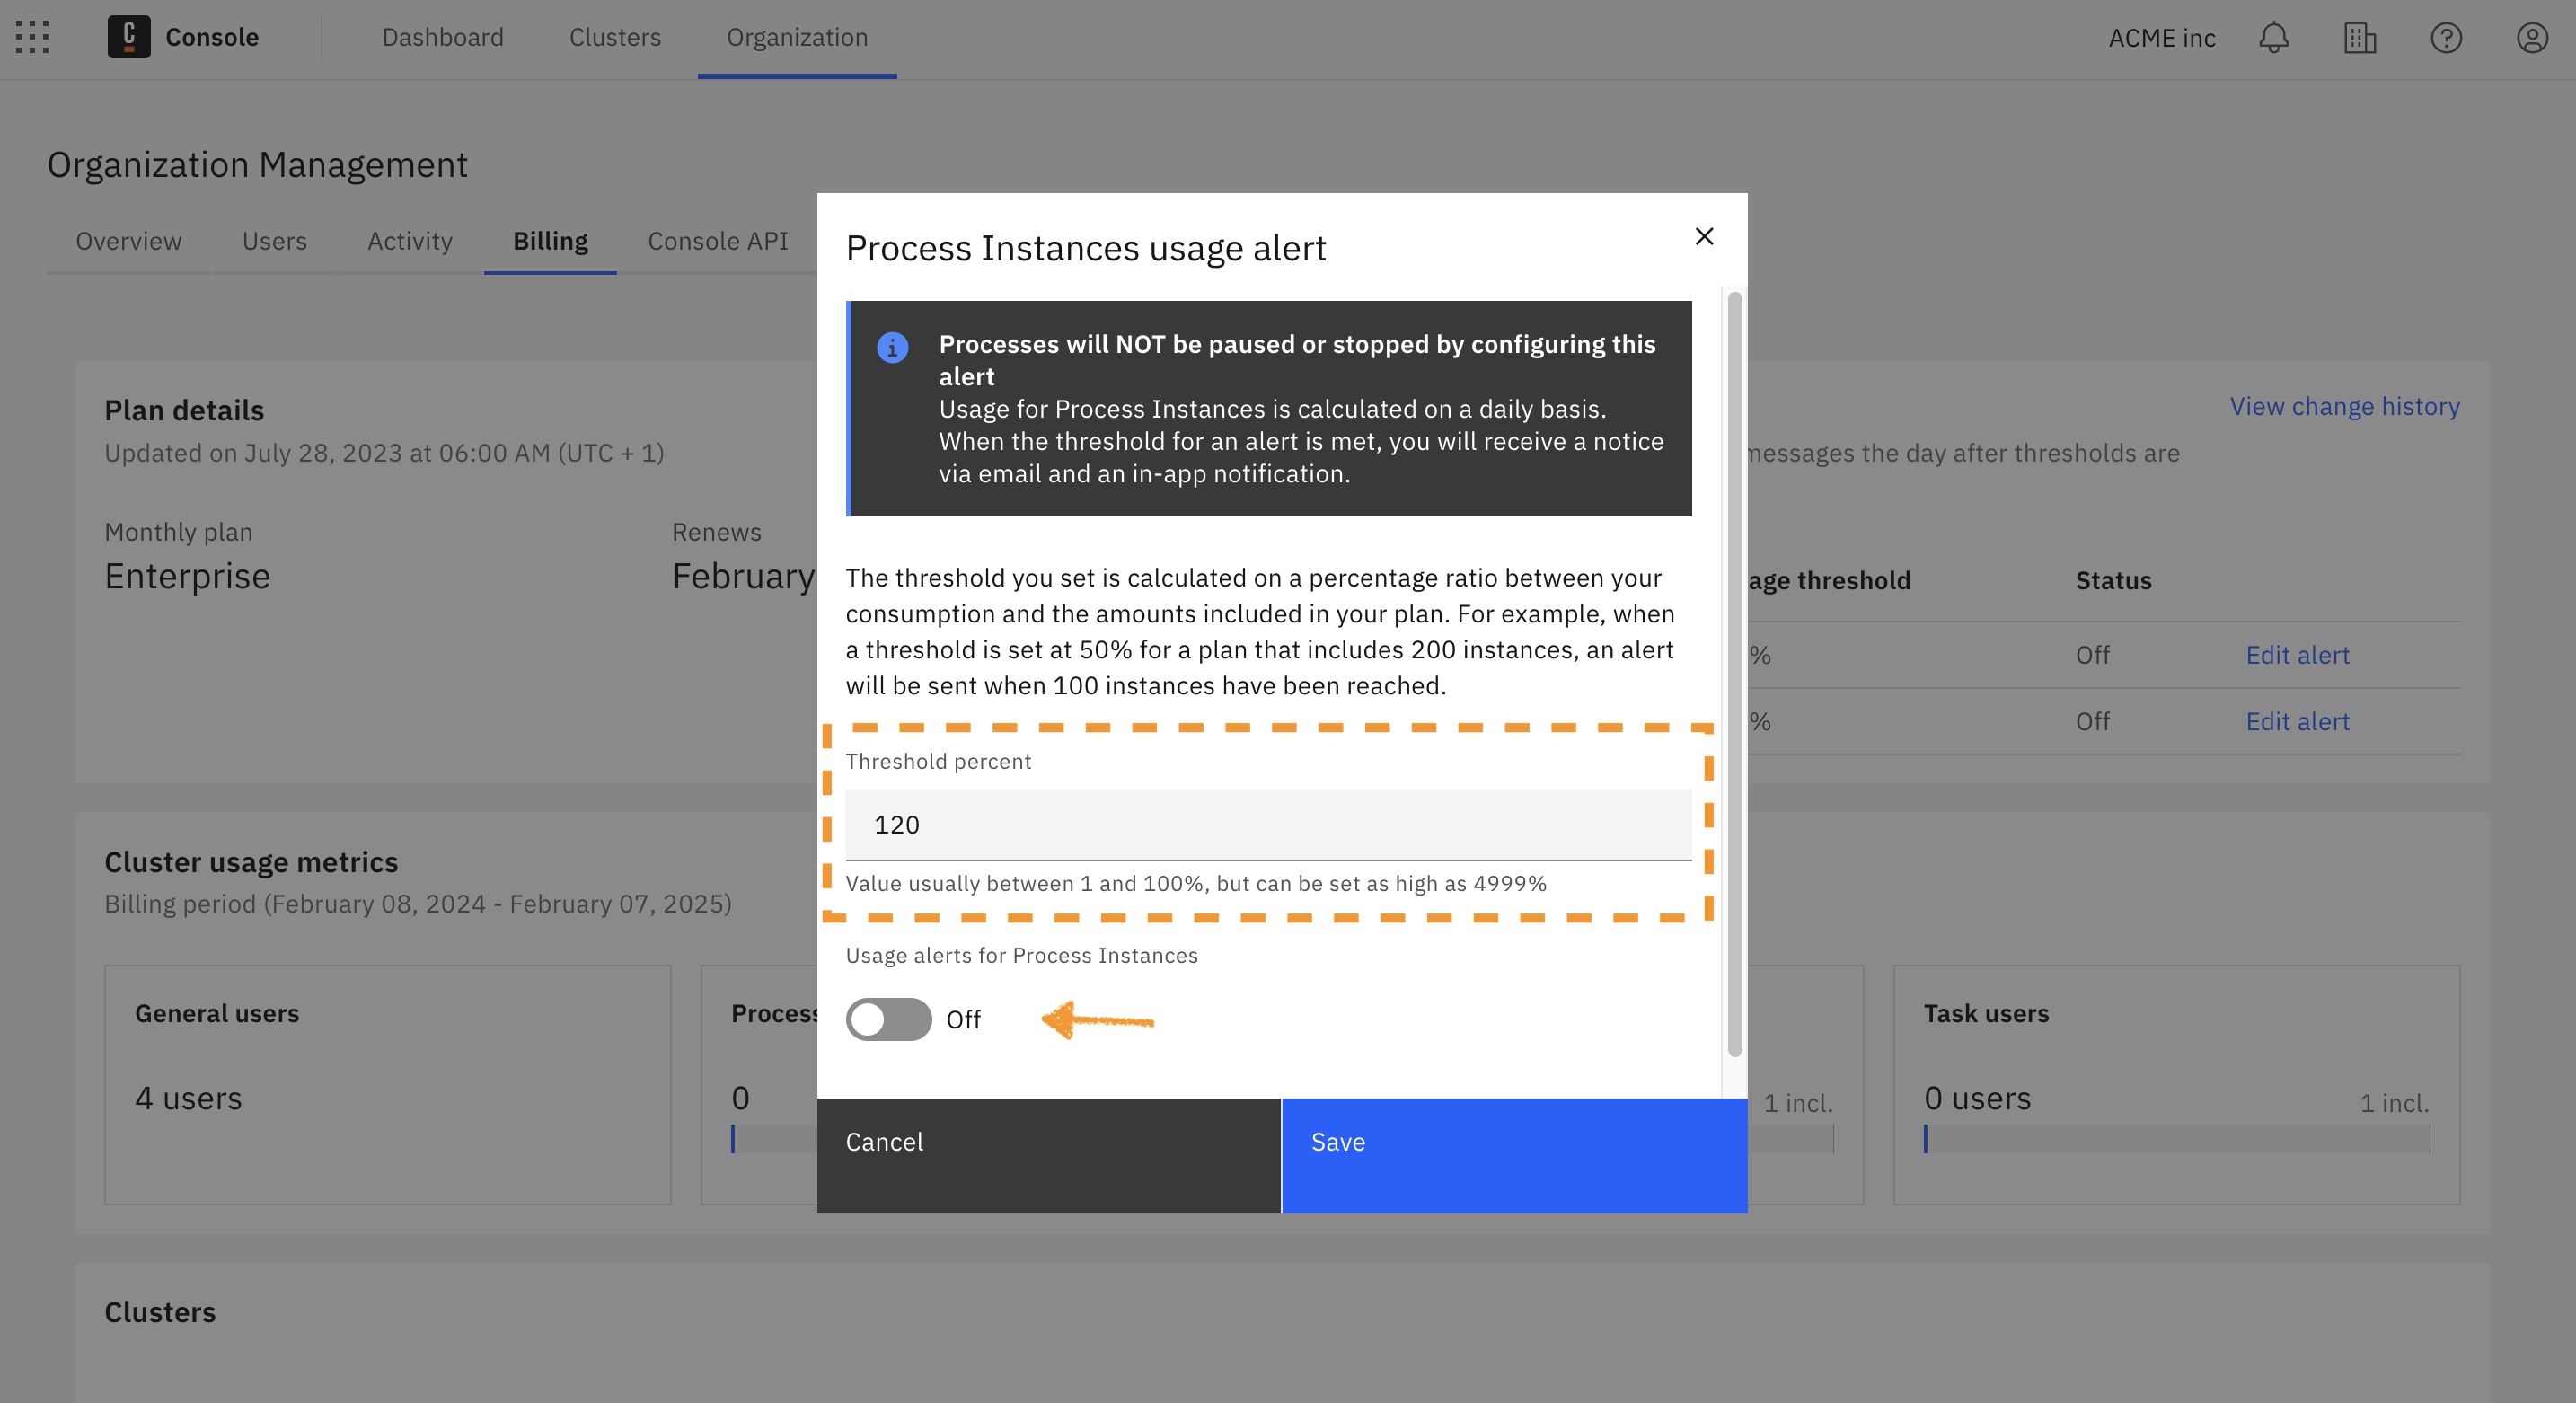 C Console
Dashboard
Clusters
Organization
ACME inc
Organization Management
Overview
Users
Activity
Billing
Console API
Plan details
Updated on July 28, 2023 at 06:00 AM (UTC + 1)
Monthly plan
Enterprise
Renews
February
Process Instances usage alert
Processes will NOT be paused or stopped by configuring this
alert
Usage for Process Instances is calculated on a daily basis.
When the threshold for an alert is met, you will receive a notice
via email and an in-app notification.
The threshold you set is calculated on a percentage ratio between your
consumption and the amounts included in your plan. For example, when
a threshold is set at 50% for a plan that includes 200 instances, an alert
will be sent when 100 instances have been reached.
Threshold percent
120
Value usually between 1 and 100%, but can be set as high as 4999%
Usage alerts for Process Instances
Off
Cancel
Save
View change history
messages the day after thresholds are
age threshold
Status
%
Off
Edit alert
%
Off
Edit alert
Cluster usage metrics
Billing period (February 08, 2024 - February 07, 2025)
General users
4 users
Process
0
1 incl.
Task users
0 users
1 incl.
Clusters